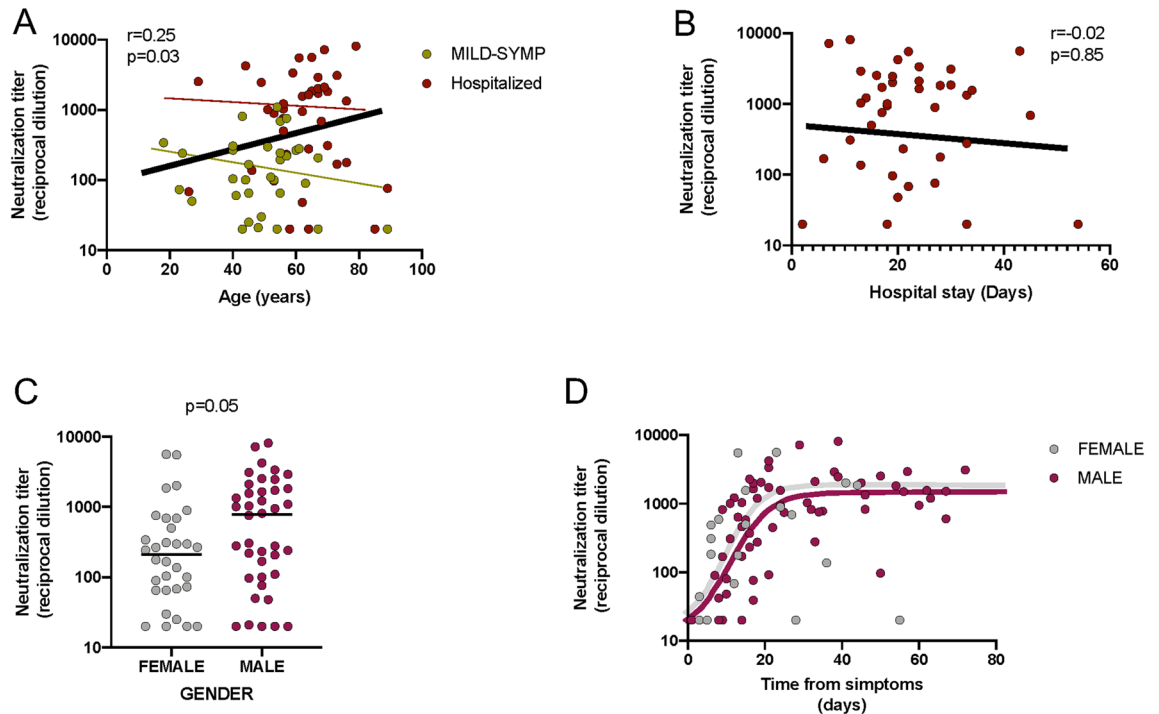 A
r=0.25
p=0.03
Neutralization titer
(reciprocal dilution)
10000
1000
100
10
0 20 40 60 80 100
Age (years)
MILD-SYMP
Hospitalized
B
r=-0.02
p=0.85
Neutralization titer
(reciprocal dilution)
10000
1000
100
10
0 20 40 60
Hospital stay (Days)
C
p=0.05
Neutralization titer
(reciprocal dilution)
10000
1000
100
10
FEMALE MALE
GENDER
D
Neutralization titer
(reciprocal dilution)
10000
1000
100
10
0 20 40 60 80
Time from simptoms
(days)
FEMALE
MALE